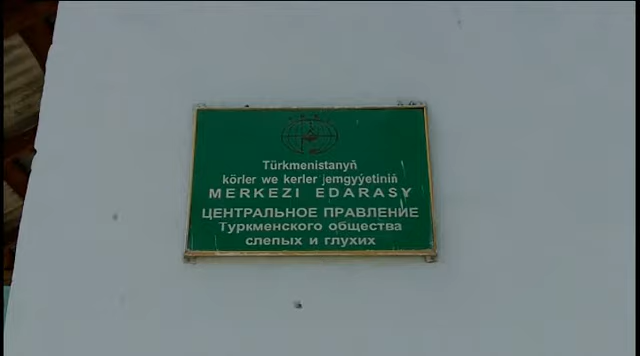 Türkmenistanyň
körler we kerler jemgyýetiniň
MERKEZI EDARASY
ЦЕНТРАЛЬНОЕ ПРАВЛЕНИЕ
Туркменского общества
слепых и глухих